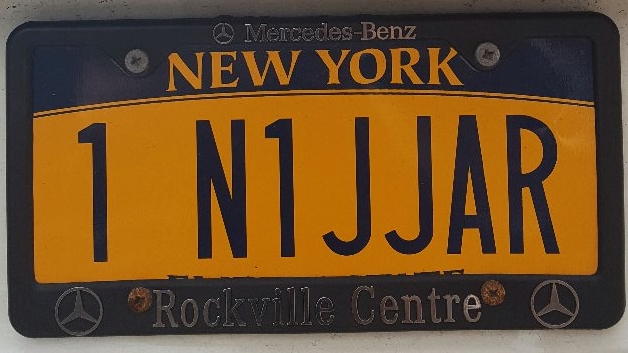 Mercedes-Benz
NEW YORK
1 N1JJAR
Rockville Centre